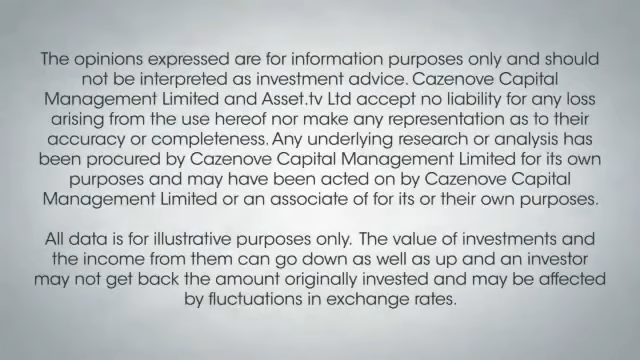 The opinions expressed are for information purposes only and should
not be interpreted as investment advice. Cazenove Capital
Management Limited and Asset.tv Ltd accept no liability for any loss
arising from the use hereof nor make any representation as to their
accuracy or completeness. Any underlying research or analysis has
been procured by Cazenove Capital Management Limited for its own
purposes and may have been acted on by Cazenove Capital
Management Limited or an associate of for its or their own purposes.
All data is for illustrative purposes only. The value of investments and
the income from them can go down as well as up and an investor
may not get back the amount originally invested and may be affected
by fluctuations in exchange rates.